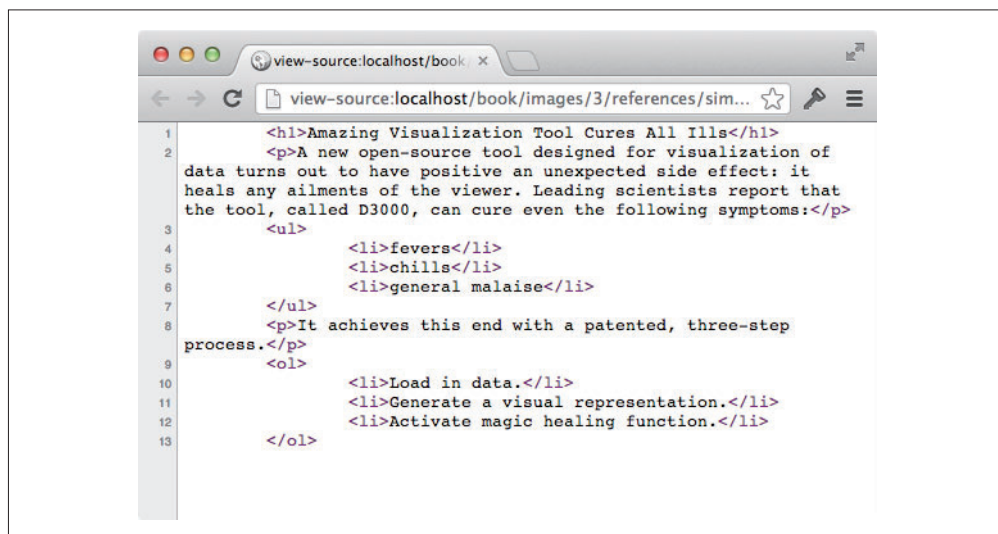 view-source:localhost/book/
view-source:localhost/book/images/3/references/sim...
1 <h1>Amazing Visualization Tool Cures All Ills</h1>
2 <p>A new open-source tool designed for visualization of
data turns out to have positive an unexpected side effect: it
heals any ailments of the viewer. Leading scientists report that
the tool, called D3000, can cure even the following symptoms:</p>
3 <ul>
4 <li>fevers</li>
5 <li>chills</li>
6 <li>general malaise</li>
7 </ul>
8 <p>It achieves this end with a patented, three-step
process.</p>
9 <ol>
10 <li>Load in data.</li>
11 <li>Generate a visual representation.</li>
12 <li>Activate magic healing function.</li>
13 </ol>